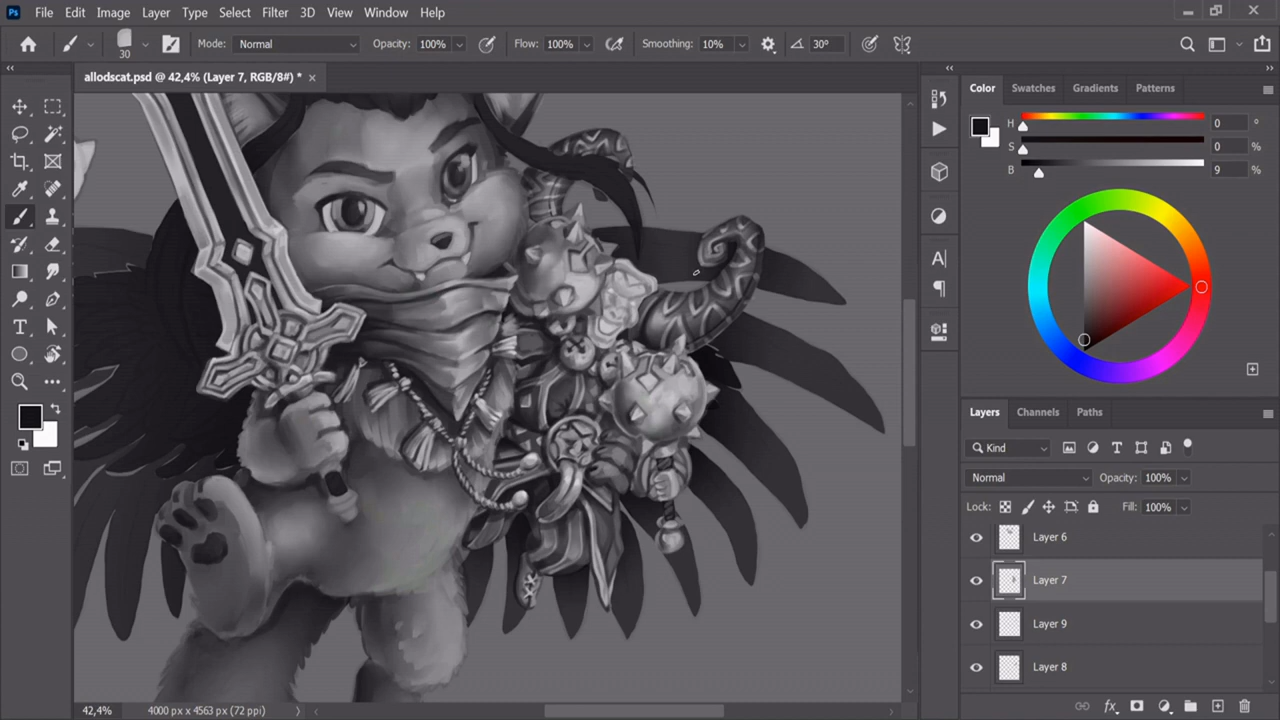 Ps File Edit Image Layer Type Select Filter 3D View Window Help
30 Mode: Normal Opacity: 100% Flow: 100% Smoothing: 10% 30°
allodscat.psd @ 42,4% (Layer 7, RGB/8#) *
Color Swatches Gradients Patterns
H 0 °
S 0 %
B 9 %
Layers Channels Paths
Kind
Normal Opacity: 100%
Lock: Fill: 100%
Layer 6
Layer 7
Layer 9
Layer 8
42,4% 4000 px x 4563 px (72 ppi)
fx